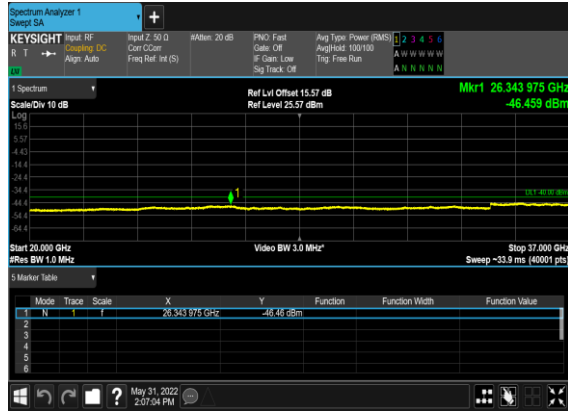 Spectrum Analyzer 1
Swept SA
KEYSIGHT Input: RF Input Z: 50 Ω #Atten: 20 dB PNO: Fast Avg Type: Power (RMS) 1 2 3 4 5 6
R T Coupling: DC Corr CCorr Gate: Off Avg|Hold: 100/100 A W W W W W
Align: Auto Freq Ref: Int (S) IF Gain: Low Trig: Free Run
LW Sig Track: Off A N N N N N
1 Spectrum Ref Lvl Offset 15.57 dB Mkr1 26.343 975 GHz
Scale/Div 10 dB Ref Level 25.57 dBm -46.459 dBm
Log
15.6
5.57
-4.43
-14.4
-24.4
-34.4
1
DL1 -40.00 dBm
-44.4
-54.4
-64.4
Start 20.000 GHz Video BW 3.0 MHz* Stop 37.000 GHz
#Res BW 1.0 MHz Sweep ~33.9 ms (40001 pts)
5 Marker Table
Mode Trace Scale X Y Function Function Width Function Value
1 N 1 f 26.343 975 GHz -46.46 dBm
2
3
4
5
6
? May 31, 2022
2:07:04 PM